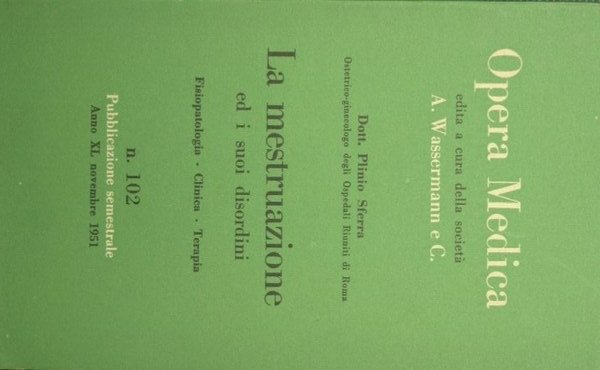 Opera Medica
edita a cura della società
A. Wassermann e C.
Dott. Plinio Sferra
Ostetrico-ginecologo degli Ospedali Riuniti di Roma
La mestruazione
ed i suoi disordini
Fisiopatologia - Clinica - Terapia
n. 102
Pubblicazione semestrale
Anno XL novembre 1951